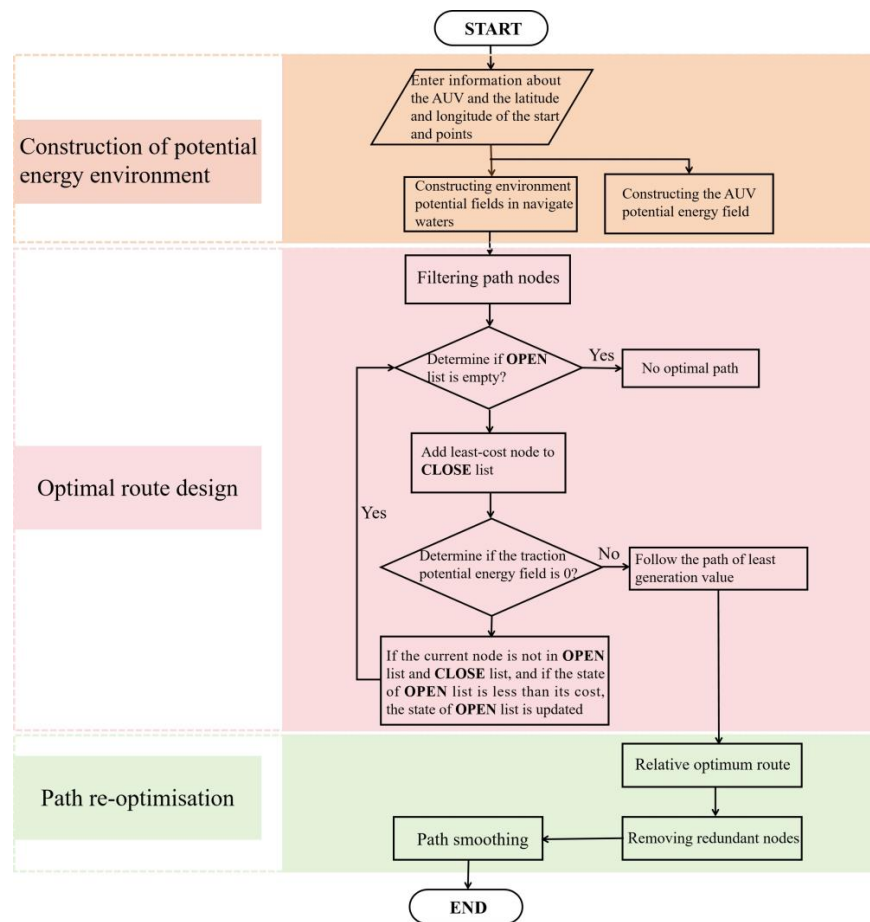 START
Enter information about
the AUV and the latitude
and longitude of the start
and points
Construction of potential
energy environment
Constructing environment
potential fields in navigate
waters
Constructing the AUV
potential energy field
Filtering path nodes
Determine if OPEN
list is empty?
Yes
No optimal path
Add least-cost node to
CLOSE list
Optimal route design
Yes
Determine if the traction
potential energy field is 0?
No
Follow the path of least
generation value
If the current node is not in OPEN
list and CLOSE list, and if the state
of OPEN list is less than its cost,
the state of OPEN list is updated
Relative optimum route
Path re-optimisation
Path smoothing
Removing redundant nodes
END